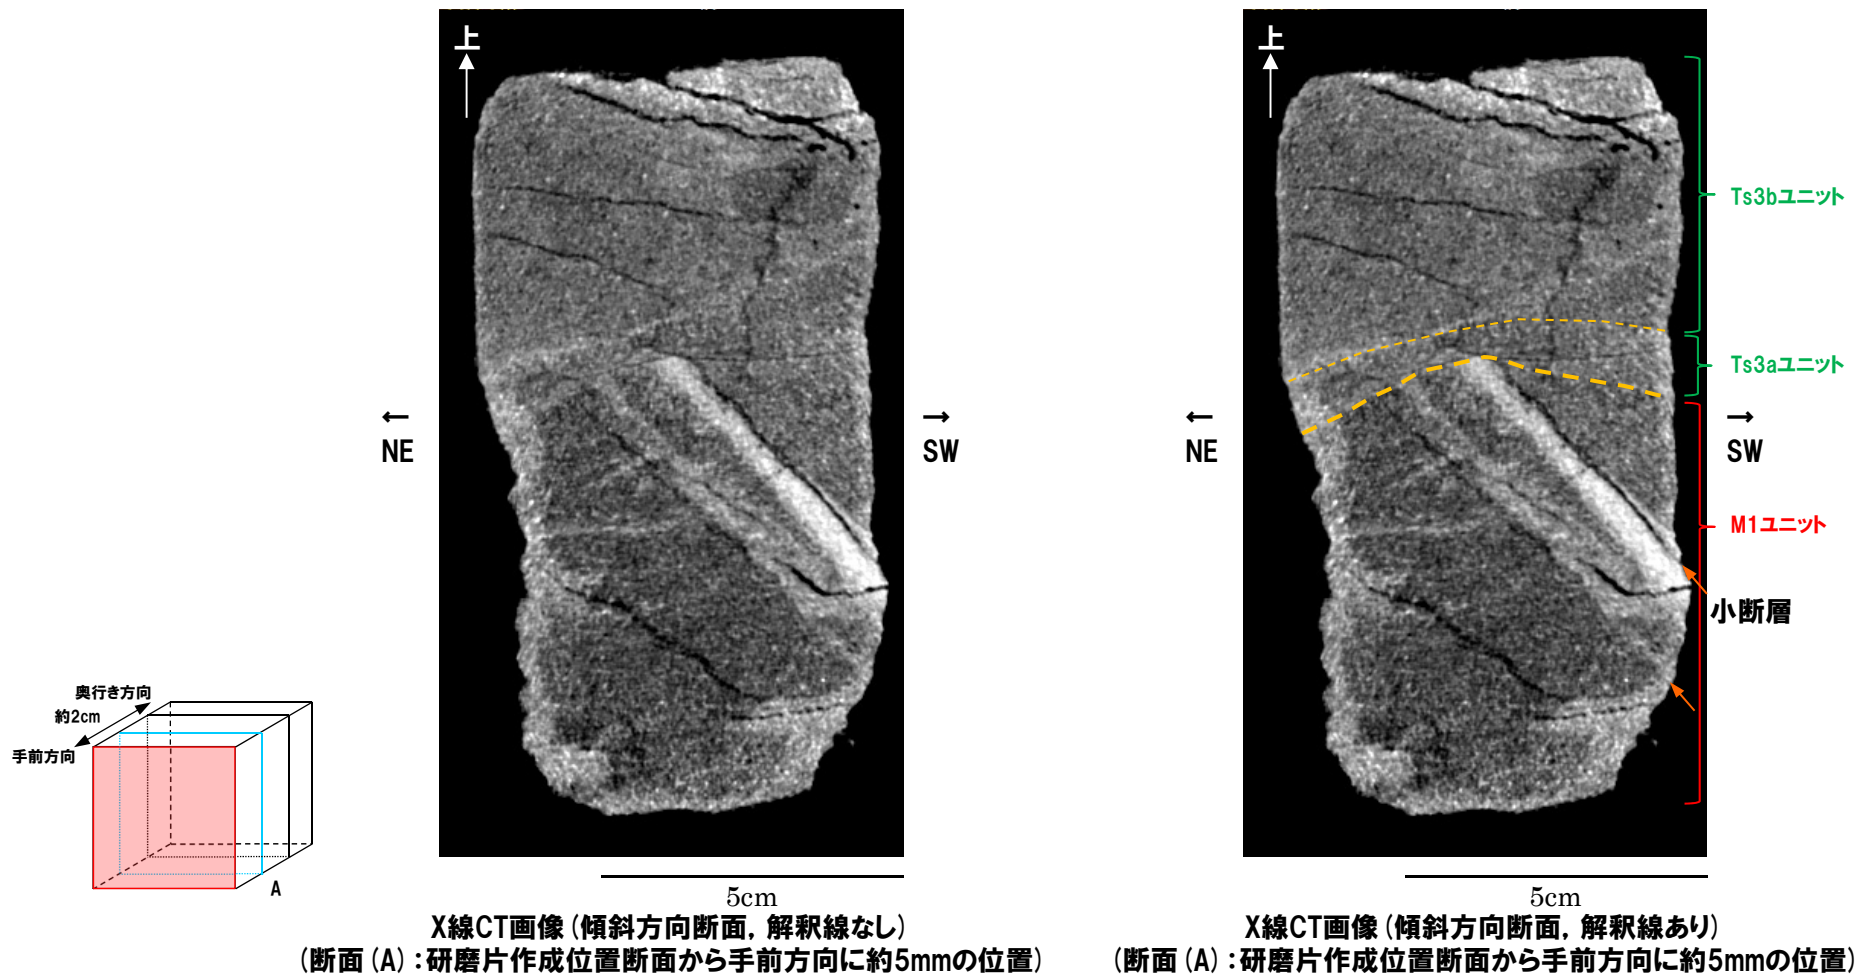 上
←
NE
→
SW
5cm
X線CT画像(傾斜方向断面, 解釈線なし)
(断面(A):研磨片作成位置断面から手前方向に約5mmの位置)
奥行き方向
約2cm
手前方向
A
上
←
NE
→
SW
Ts3bユニット
Ts3aユニット
M1ユニット
小断層
5cm
X線CT画像(傾斜方向断面, 解釈線あり)
(断面(A):研磨片作成位置断面から手前方向に約5mmの位置)